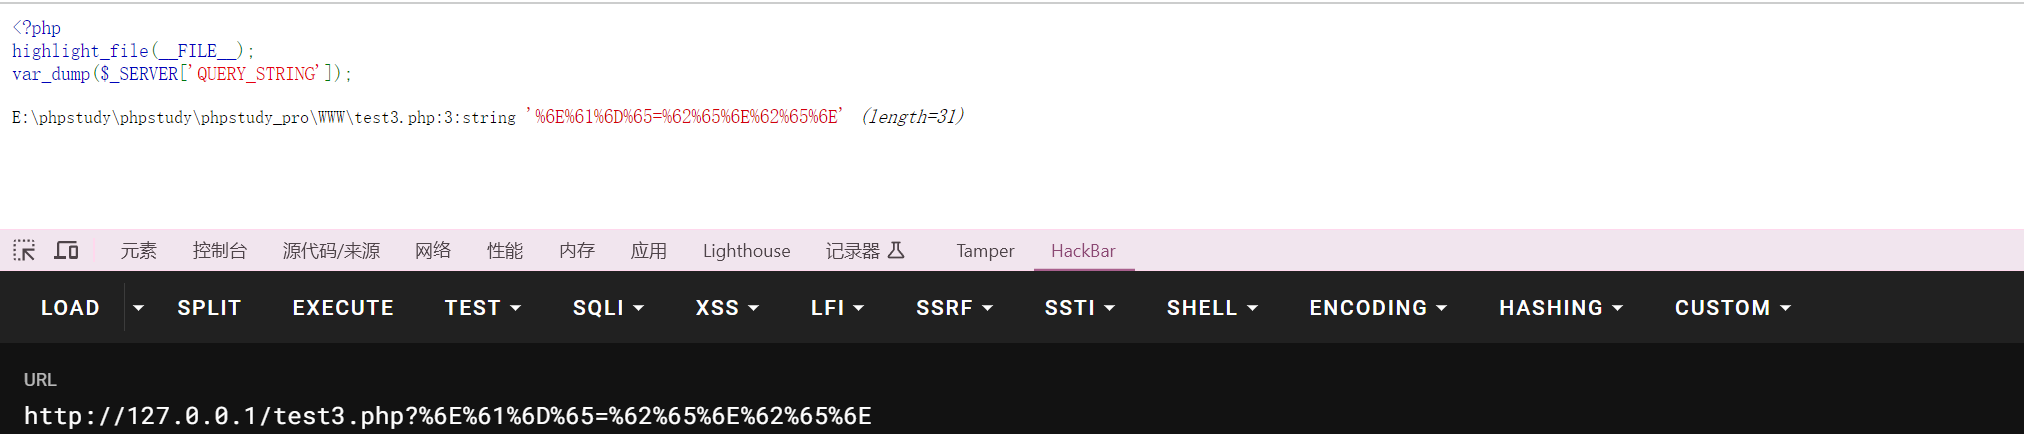 <?php
highlight_file(__FILE__);
var_dump($_SERVER['QUERY_STRING']);
E:\phpstudy\phpstudy\phpstudy_pro\WWW\test3.php:3:string '%6E%61%6D%65=%62%65%6E%62%65%6E' (length=31)
元素 控制台 源代码/来源 网络 性能 内存 应用 Lighthouse 记录器 Tamper HackBar
LOAD SPLIT EXECUTE TEST SQLI XSS LFI SSRF SSTI SHELL ENCODING HASHING CUSTOM
URL
http://127.0.0.1/test3.php?%6E%61%6D%65=%62%65%6E%62%65%6E